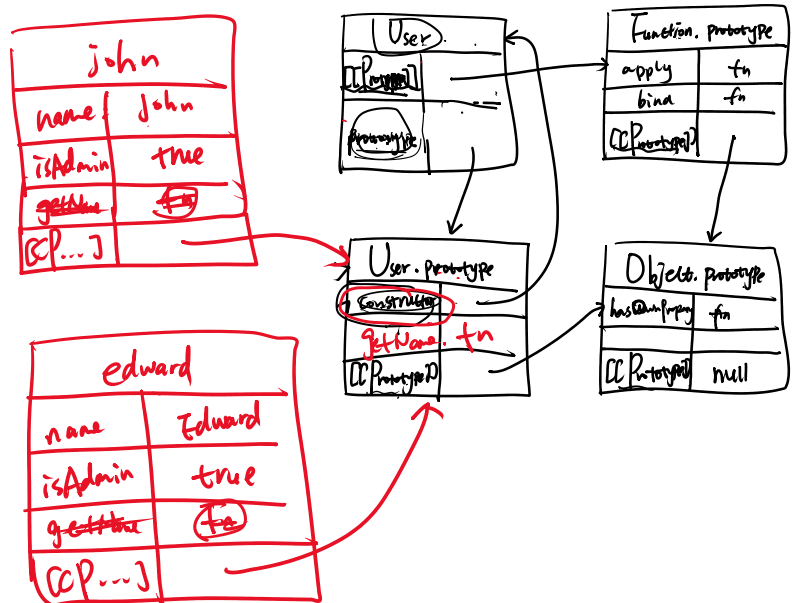 john
name john
isAdmin true
getName fn
[[P...]
User
[[Prototype]]
prototype
Function.prototype
apply fn
bind fn
[[Prototype]]
User.prototype
constructor
getName. fn
[[Prototype]]
Object.prototype
hasOwnProperty fn
[[Prototype]] null
edward
name Edward
isAdmin true
getName fn
[[P...]